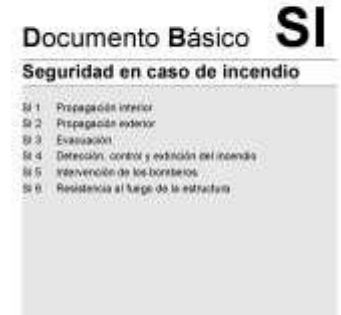 Documento Básico SI
Seguridad en caso de incendio
SI 1 Propagación interior
SI 2 Propagación exterior
SI 3 Evacuación
SI 4 Detección, control y extinción del incendio
SI 5 Intervención de los bomberos
SI 6 Resistencia al fuego de la estructura